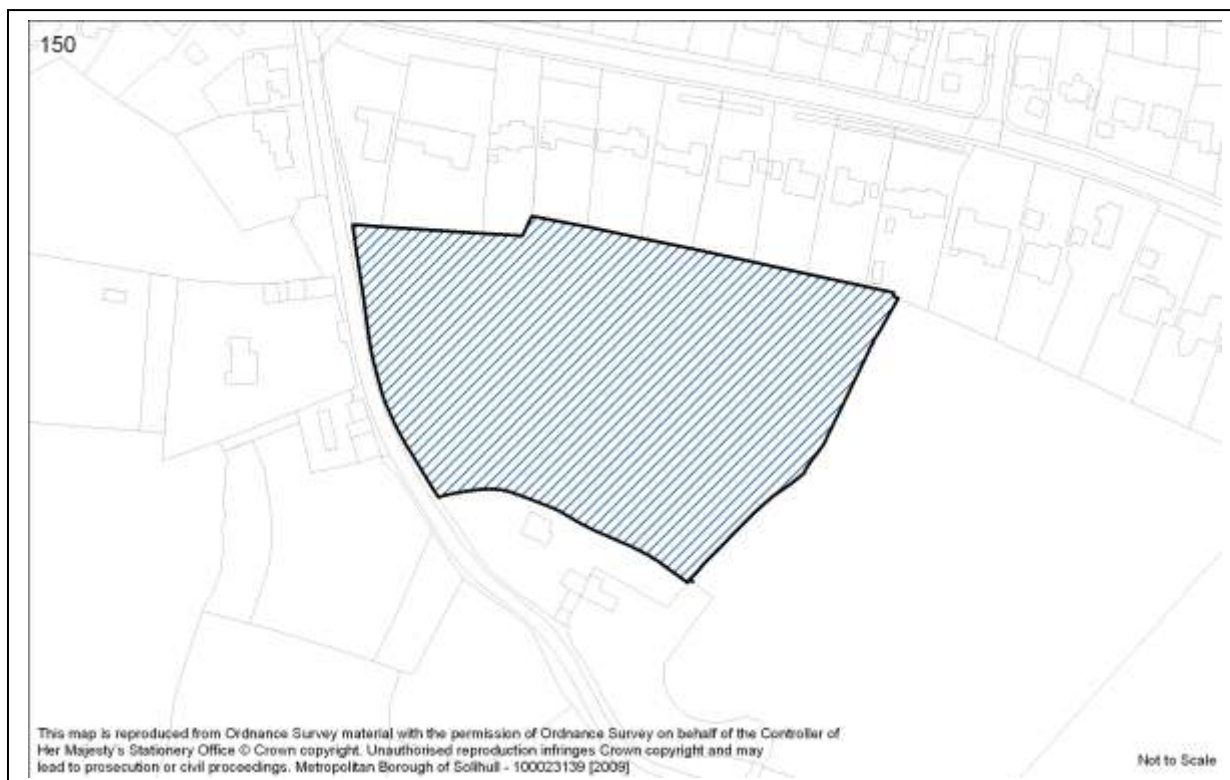 150
This map is reproduced from Ordnance Survey material with the permission of Ordnance Survey on behalf of the Controller of
Her Majesty's Stationery Office © Crown copyright. Unauthorised reproduction infringes Crown copyright and may
lead to prosecution or civil proceedings. Metropolitan Borough of Solihull - 100023139 [2009]
Not to Scale